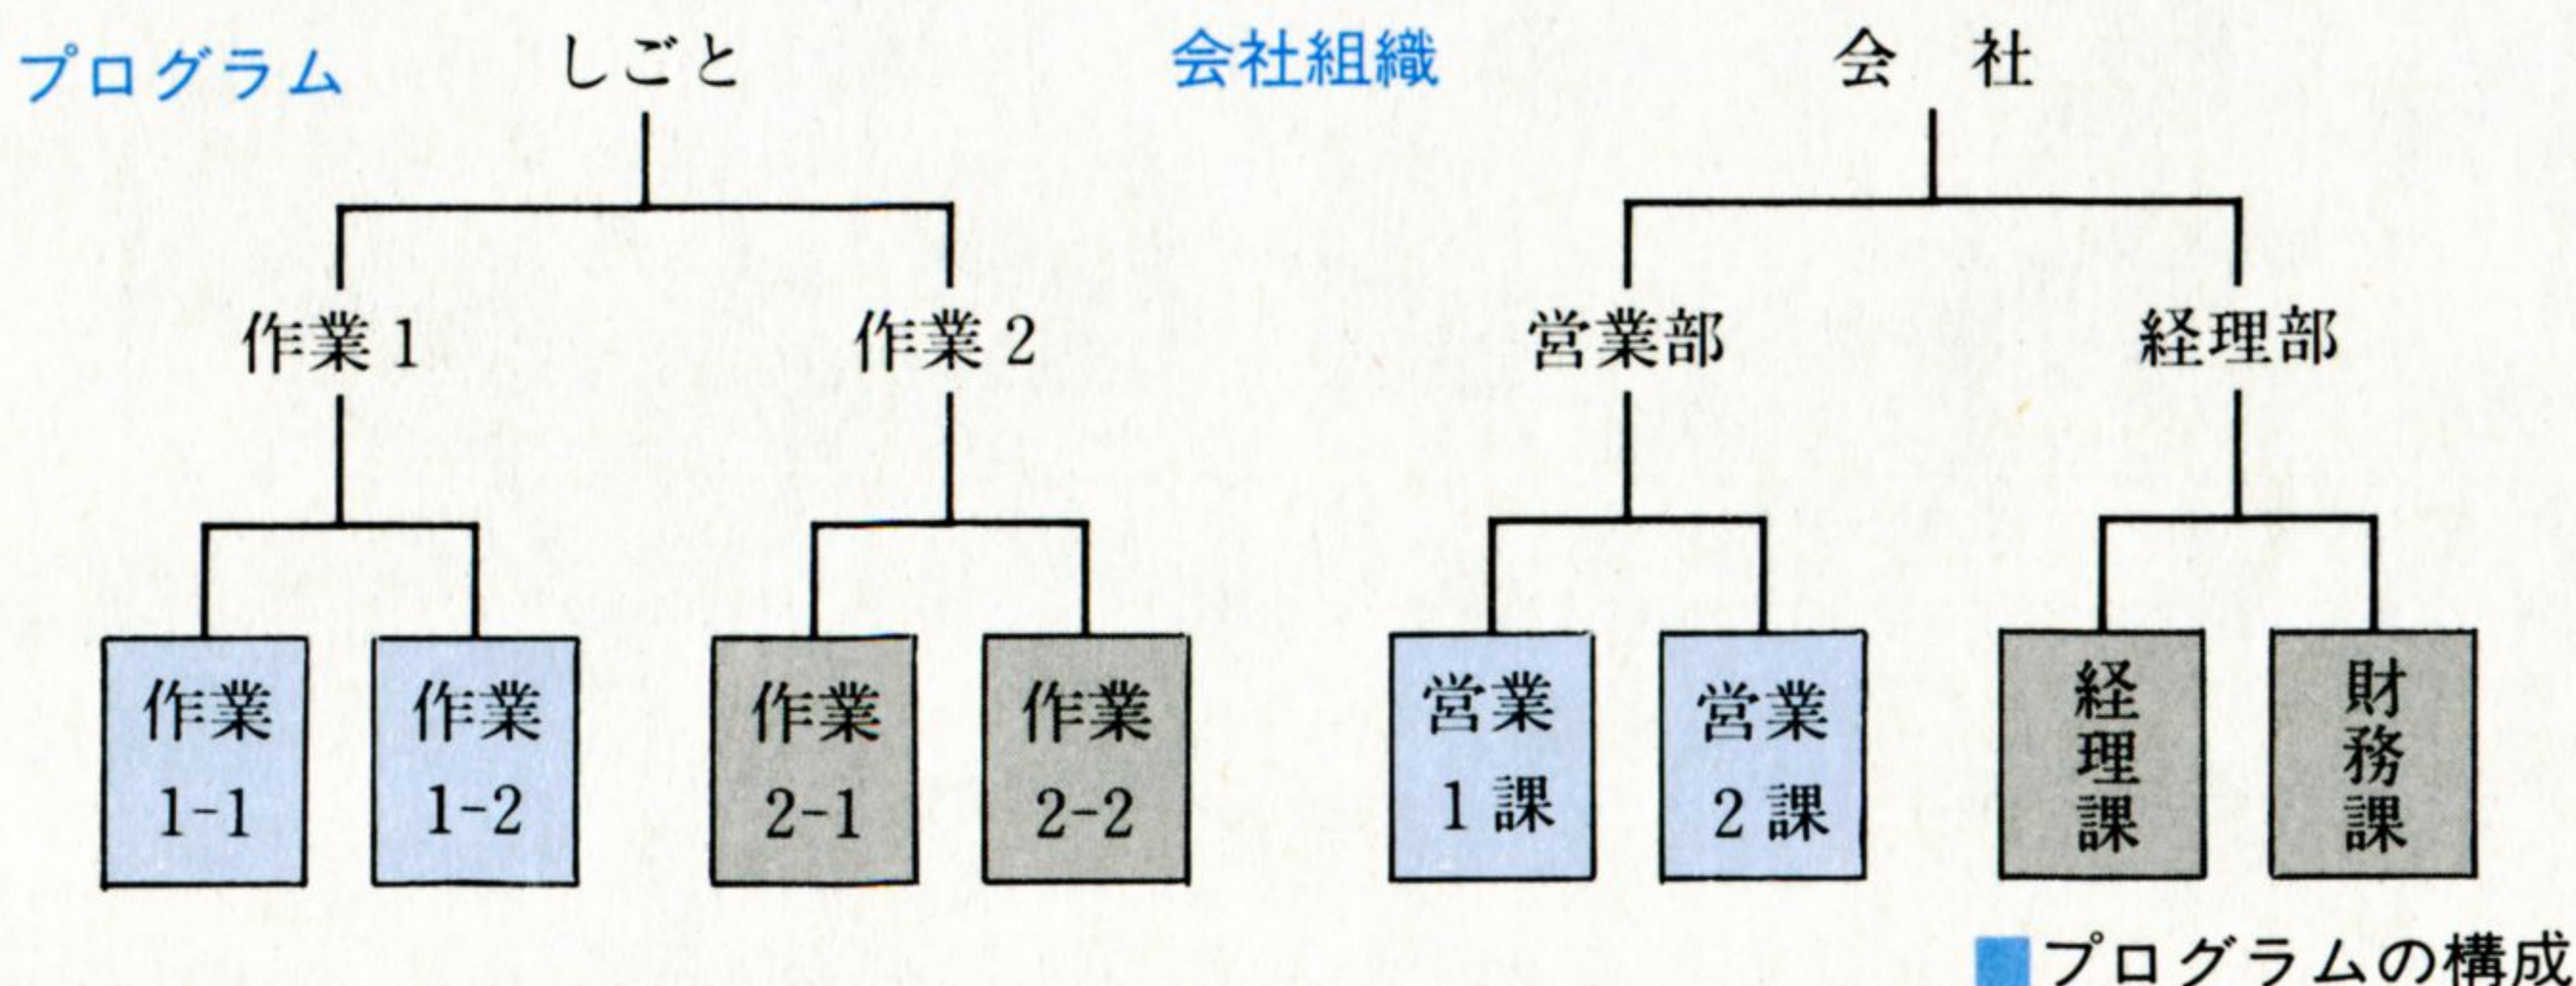 プログラム
しごと
作業1
作業2
作業
1-1
作業
1-2
作業
2-1
作業
2-2
会社組織
会 社
営業部
経理部
営業
1課
営業
2課
経理課
財務課
プログラムの構成